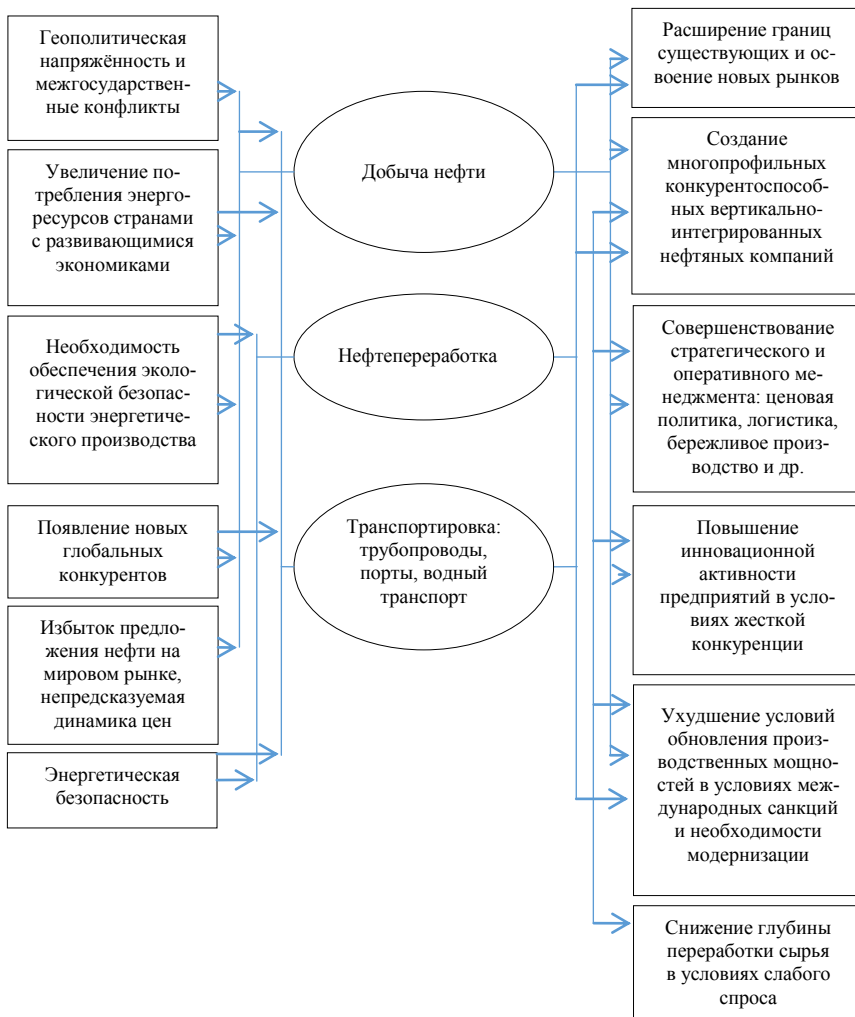 Геополитическая
напряжённость и
межгосударствен-
ные конфликты
Увеличение по-
требления энерго-
ресурсов странами
с развивающимися
экономиками
Необходимость
обеспечения эколо-
гической безопас-
ности энергетиче-
ского производства
Появление новых
глобальных
конкурентов
Избыток предло-
жения нефти на
мировом рынке,
непредсказуемая
динамика цен
Энергетическая
безопасность
Добыча нефти
Нефтепереработка
Транспортировка:
трубопроводы,
порты, водный
транспорт
Расширение границ
существующих и ос-
воение новых рынков
Создание
многопрофильных
конкурентоспособ-
ных вертикально-
интегрированных
нефтяных компаний
Совершенствование
стратегического и
оперативного ме-
неджмента: ценовая
политика, логистика,
бережливое произ-
водство и др.
Повышение
инновационной
активности
предприятий в усло-
виях жесткой
конкуренции
Ухудшение условий
обновления произ-
водственных мощно-
стей в условиях меж-
дународных санкций
и необходимости
модернизации
Снижение глубины
переработки сырья
в условиях слабого
спроса